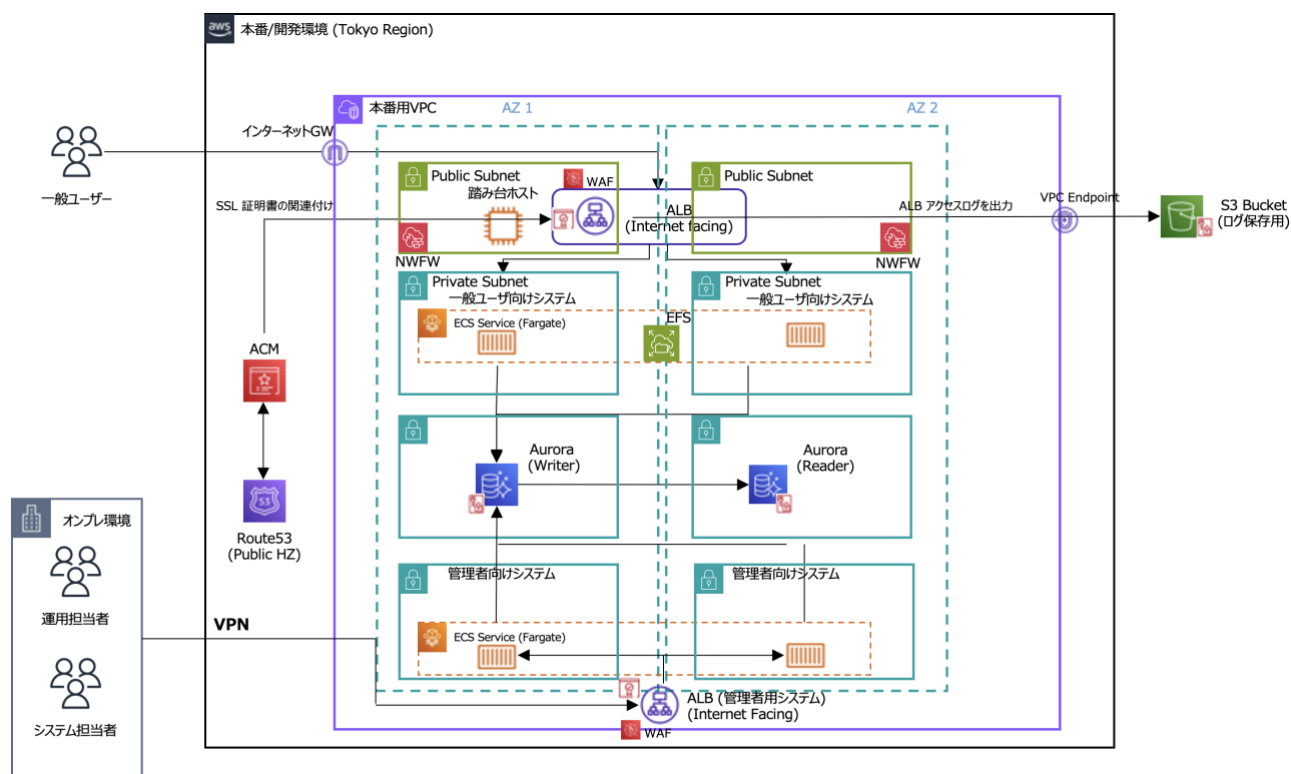 aws
本番/開発環境 (Tokyo Region)
本番用VPC
AZ 1
AZ 2
インターネットGW
一般ユーザー
Public Subnet
踏み台ホスト
WAF
Public Subnet
SSL 証明書の関連付け
ALB
(Internet facing)
ALB アクセスログを出力
VPC Endpoint
S3 Bucket
(ログ保存用)
NWFW
NWFW
Private Subnet
一般ユーザ向けシステム
Private Subnet
一般ユーザ向けシステム
ECS Service (Fargate)
EFS
ACM
Aurora
(Writer)
Aurora
(Reader)
53
Route53
(Public HZ)
オンプレ環境
運用担当者
システム担当者
VPN
管理者向けシステム
管理者向けシステム
ECS Service (Fargate)
ALB (管理者用システム)
(Internet Facing)
WAF